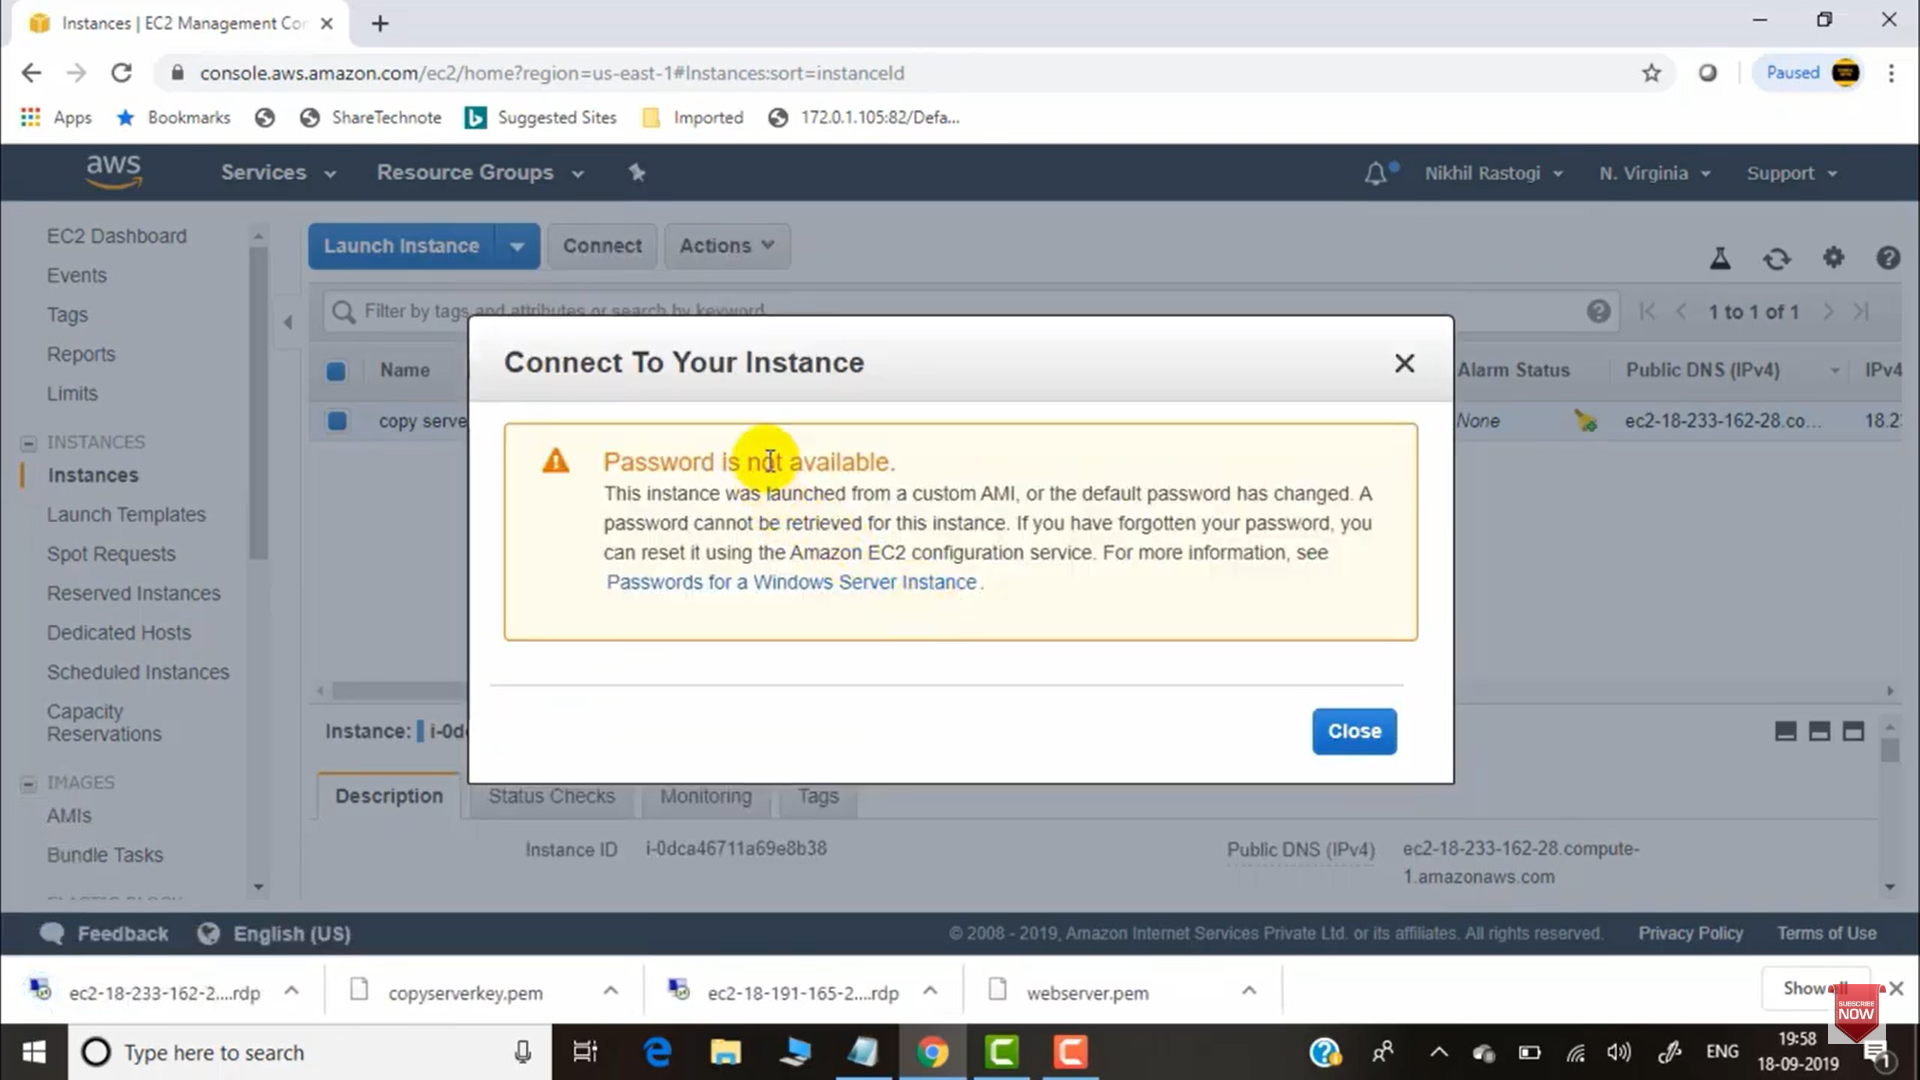 Instances | EC2 Management Co
console.aws.amazon.com/ec2/home?region=us-east-1#Instances:sort=instanceId
Paused
Apps
Bookmarks
ShareTechnote
Suggested Sites
Imported
172.0.1.105:82/Defa...
aws
Services
Resource Groups
Nikhil Rastogi
N. Virginia
Support
EC2 Dashboard
Events
Tags
Reports
Limits
INSTANCES
Instances
Launch Templates
Spot Requests
Reserved Instances
Dedicated Hosts
Scheduled Instances
Capacity
Reservations
IMAGES
AMIs
Bundle Tasks
Launch Instance
Connect
Actions
Filter by tags and attributes or search by keyword
1 to 1 of 1
Name
Alarm Status
Public DNS (IPv4)
IPv4
copy serve
None
ec2-18-233-162-28.co...
18.2
Connect To Your Instance
Password is not available.
This instance was launched from a custom AMI, or the default password has changed. A
password cannot be retrieved for this instance. If you have forgotten your password, you
can reset it using the Amazon EC2 configuration service. For more information, see
Passwords for a Windows Server Instance.
Close
Instance:
i-0d
Description
Status Checks
Monitoring
Tags
Instance ID
i-0dca46711a69e8b38
Public DNS (IPv4)
ec2-18-233-162-28.compute-
1.amazonaws.com
Feedback
English (US)
© 2008 - 2019, Amazon Internet Services Private Ltd. or its affiliates. All rights reserved.
Privacy Policy
Terms of Use
ec2-18-233-162-2....rdp
copyserverkey.pem
ec2-18-191-165-2....rdp
webserver.pem
Show
SUBSCRIBE
NOW
Type here to search
ENG
19:58
18-09-2019
1